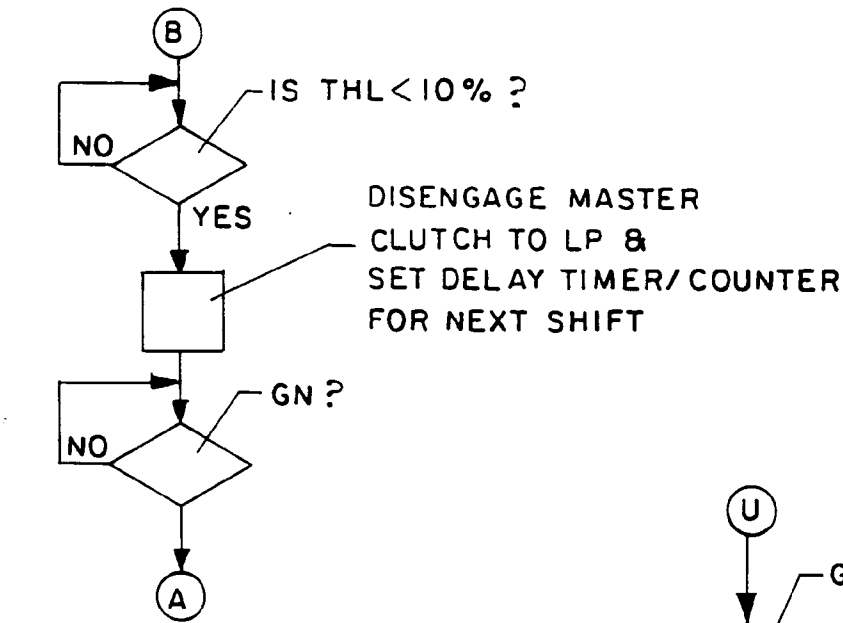 B
IS THL<10% ?
NO
YES
DISENGAGE MASTER
CLUTCH TO LP &
SET DELAY TIMER/COUNTER
FOR NEXT SHIFT
GN ?
NO
U
G
A